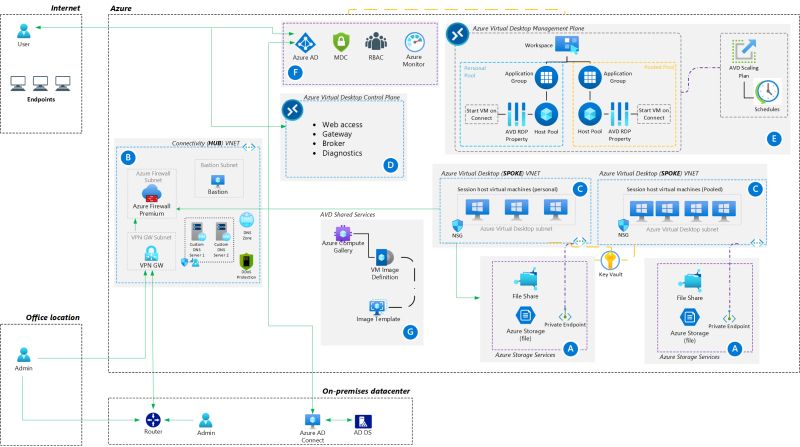 Internet
User
Endpoints
Azure
Azure AD
MDC
RBAC
Azure
Monitor
F
Azure Virtual Desktop Control Plane
• Web access
• Gateway
• Broker
• Diagnostics
D
Azure Virtual Desktop Management Plane
Workspace
Personal
Pool
Pooled Pool
Application
Group
Application
Group
Start VM on
Connect
AVD RDP
Property
Host Pool
Host Pool
AVD RDP
Property
Start VM on
Connect
AVD Scaling
Plan
Schedules
E
Connectivity (HUB) VNET
B
Azure Firewall
Subnet
Azure Firewall
Premium
VPN GW Subnet
VPN GW
Bastion Subnet
Bastion
Custom
DNS
Server 1
Custom
DNS
Server 2
DNS
Zone
DDoS
Protection
AVD Shared Services
Azure Compute
Gallery
VM Image
Definition
Image Template
G
Azure Virtual Desktop (SPOKE) VNET
Session host virtual machines (personal)
C
NSG
Azure Virtual Desktop subnet
Azure Virtual Desktop (SPOKE) VNET
Session host virtual machines (Pooled)
C
NSG
Azure Virtual Desktop subnet
Key Vault
File Share
Azure Storage
(file)
Private Endpoint
Azure Storage Services
A
File Share
Azure Storage
(file)
Private Endpoint
Azure Storage Services
A
Office location
Admin
On-premises datacenter
Router
Admin
Azure AD
Connect
AD DS